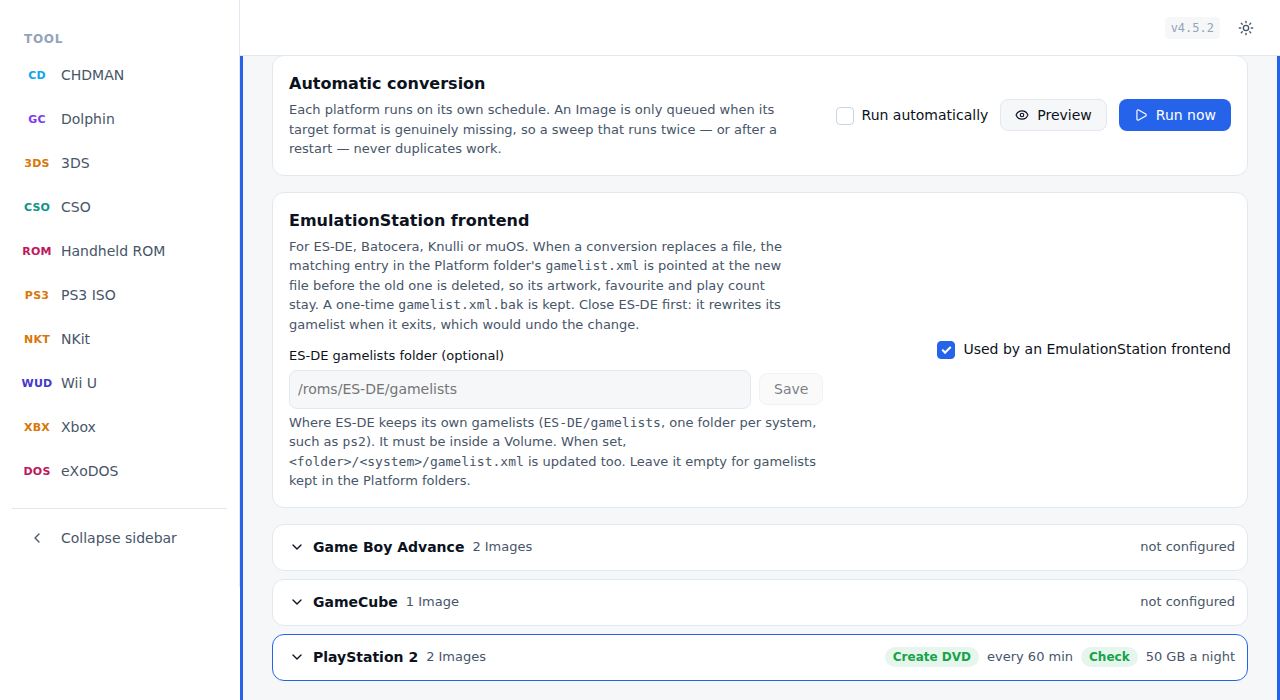 v4.5.2
TOOL
CD CHDMAN
GC Dolphin
3DS 3DS
CSO CSO
ROM Handheld ROM
PS3 PS3 ISO
NKT NKit
WUD Wii U
XBX Xbox
DOS eXoDOS
Collapse sidebar
Automatic conversion
Each platform runs on its own schedule. An Image is only queued when its
target format is genuinely missing, so a sweep that runs twice — or after a
restart — never duplicates work.
Run automatically
Preview
Run now
EmulationStation frontend
For ES-DE, Batocera, Knulli or muOS. When a conversion replaces a file, the
matching entry in the Platform folder's gamelist.xml is pointed at the new
file before the old one is deleted, so its artwork, favourite and play count
stay. A one-time gamelist.xml.bak is kept. Close ES-DE first: it rewrites its
gamelist when it exits, which would undo the change.
ES-DE gamelists folder (optional)
/roms/ES-DE/gamelists
Save
Where ES-DE keeps its own gamelists (ES-DE/gamelists, one folder per system,
such as ps2). It must be inside a Volume. When set,
<folder>/<system>/gamelist.xml is updated too. Leave it empty for gamelists
kept in the Platform folders.
Used by an EmulationStation frontend
Game Boy Advance 2 Images not configured
GameCube 1 Image not configured
PlayStation 2 2 Images Create DVD every 60 min Check 50 GB a night